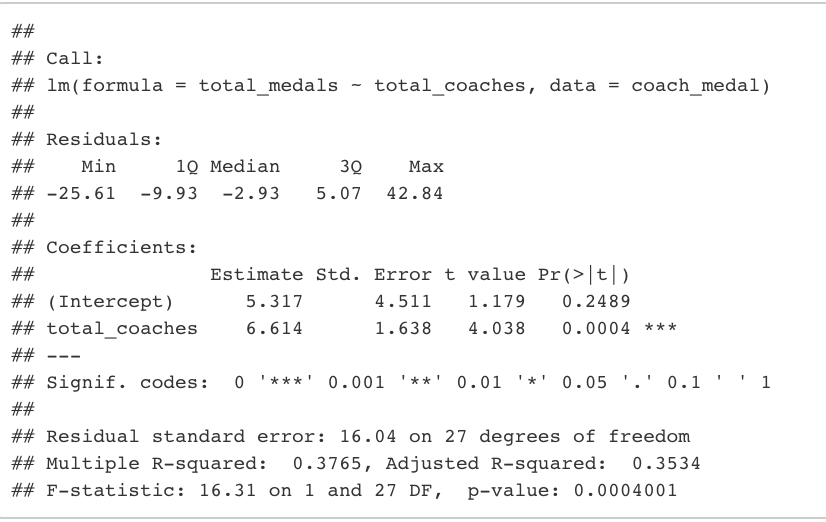 ##
## Call:
## lm(formula = total_medals ~ total_coaches, data = coach_medal)
##
## Residuals:
##    Min     1Q Median     3Q    Max
## -25.61  -9.93  -2.93   5.07  42.84
##
## Coefficients:
##               Estimate Std. Error t value Pr(>|t|)
## (Intercept)      5.317      4.511   1.179   0.2489
## total_coaches    6.614      1.638   4.038   0.0004 ***
## ---
## Signif. codes:  0 '***' 0.001 '**' 0.01 '*' 0.05 '.' 0.1 ' ' 1
##
## Residual standard error: 16.04 on 27 degrees of freedom
## Multiple R-squared:  0.3765, Adjusted R-squared:  0.3534
## F-statistic: 16.31 on 1 and 27 DF,  p-value: 0.0004001